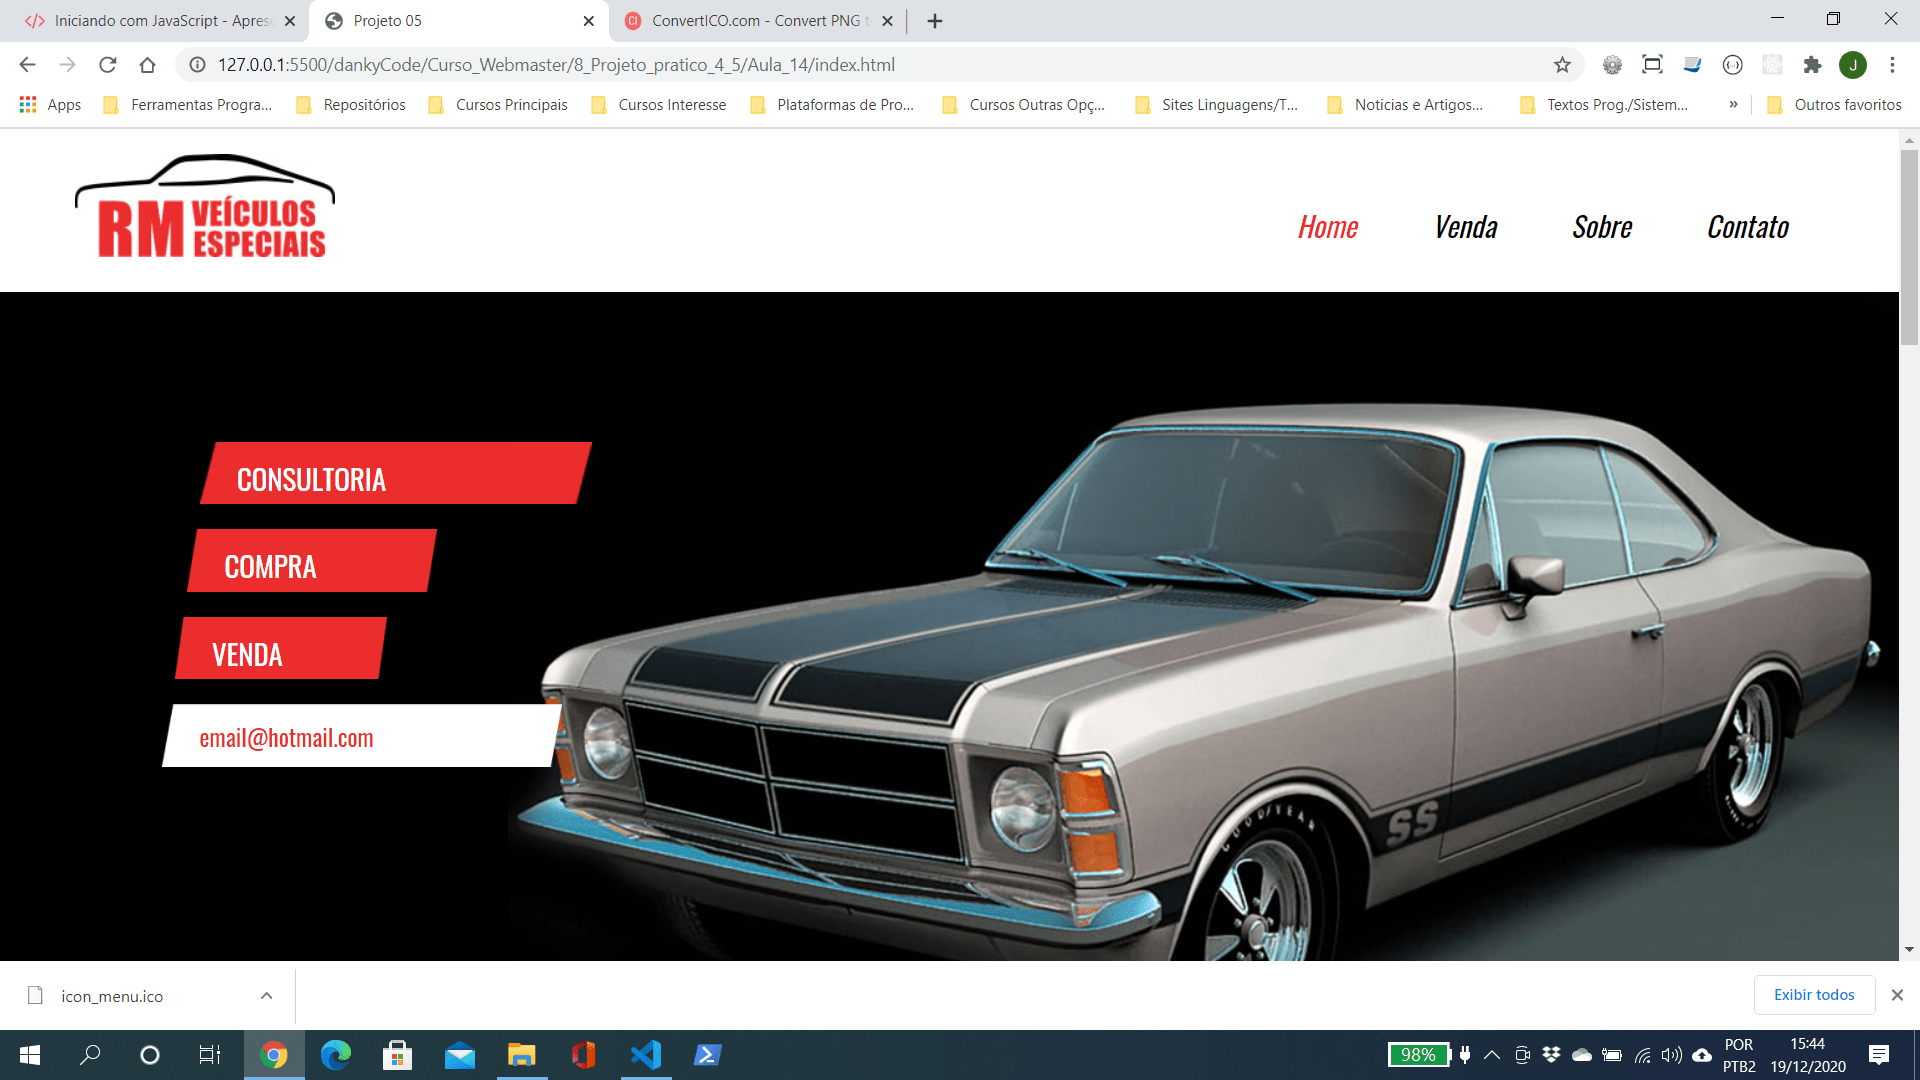 Iniciando com JavaScript - Aprese
Projeto 05
ConvertICO.com - Convert PNG t
127.0.0.1:5500/dankyCode/Curso_Webmaster/8_Projeto_pratico_4_5/Aula_14/index.html
J
Apps
Ferramentas Progra...
Repositórios
Cursos Principais
Cursos Interesse
Plataformas de Pro...
Cursos Outras Opç...
Sites Linguagens/T...
Noticias e Artigos...
Textos Prog./Sistem...
»
Outros favoritos
RM VEÍCULOS ESPECIAIS
Home
Venda
Sobre
Contato
CONSULTORIA
COMPRA
VENDA
email@hotmail.com
GOODYEAR
SS
icon_menu.ico
Exibir todos
98%
POR
PTB2
15:44
19/12/2020